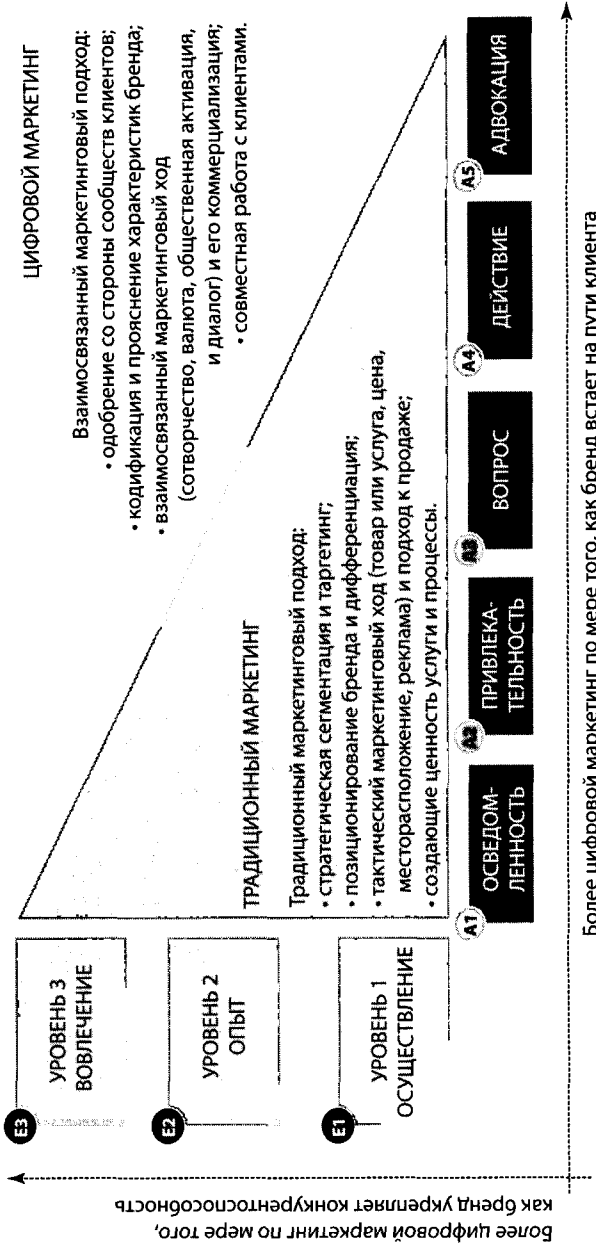 ЦИФРОВОЙ МАРКЕТИНГ
Взаимосвязанный маркетинговый подход:
• одобрение со стороны сообществ клиентов;
• кодификация и прояснение характеристик бренда;
• взаимосвязанный маркетинговый ход
(сотворчество, валюта, общественная активация,
и диалог) и его коммерциализация;
• совместная работа с клиентами.
ТРАДИЦИОННЫЙ МАРКЕТИНГ
Традиционный маркетинговый подход:
• стратегическая сегментация и таргетинг;
• позиционирование бренда и дифференциация;
• тактический маркетинговый ход (товар или услуга, цена,
месторасположение, реклама) и подход к продаже;
• создающие ценность услуги и процессы.
E3
УРОВЕНЬ 3
ВОВЛЕЧЕНИЕ
E2
УРОВЕНЬ 2
ОПЫТ
E1
УРОВЕНЬ 1
ОСУЩЕСТВЛЕНИЕ
A1
ОСВЕДОМ-
ЛЕННОСТЬ
A2
ПРИВЛЕКА-
ТЕЛЬНОСТЬ
A3
ВОПРОС
A4
ДЕЙСТВИЕ
A5
АДВОКАЦИЯ
Более цифровой маркетинг по мере того,
как бренд укрепляет конкурентоспособность
Более цифровой маркетинг по мере того, как бренд встает на пути клиента